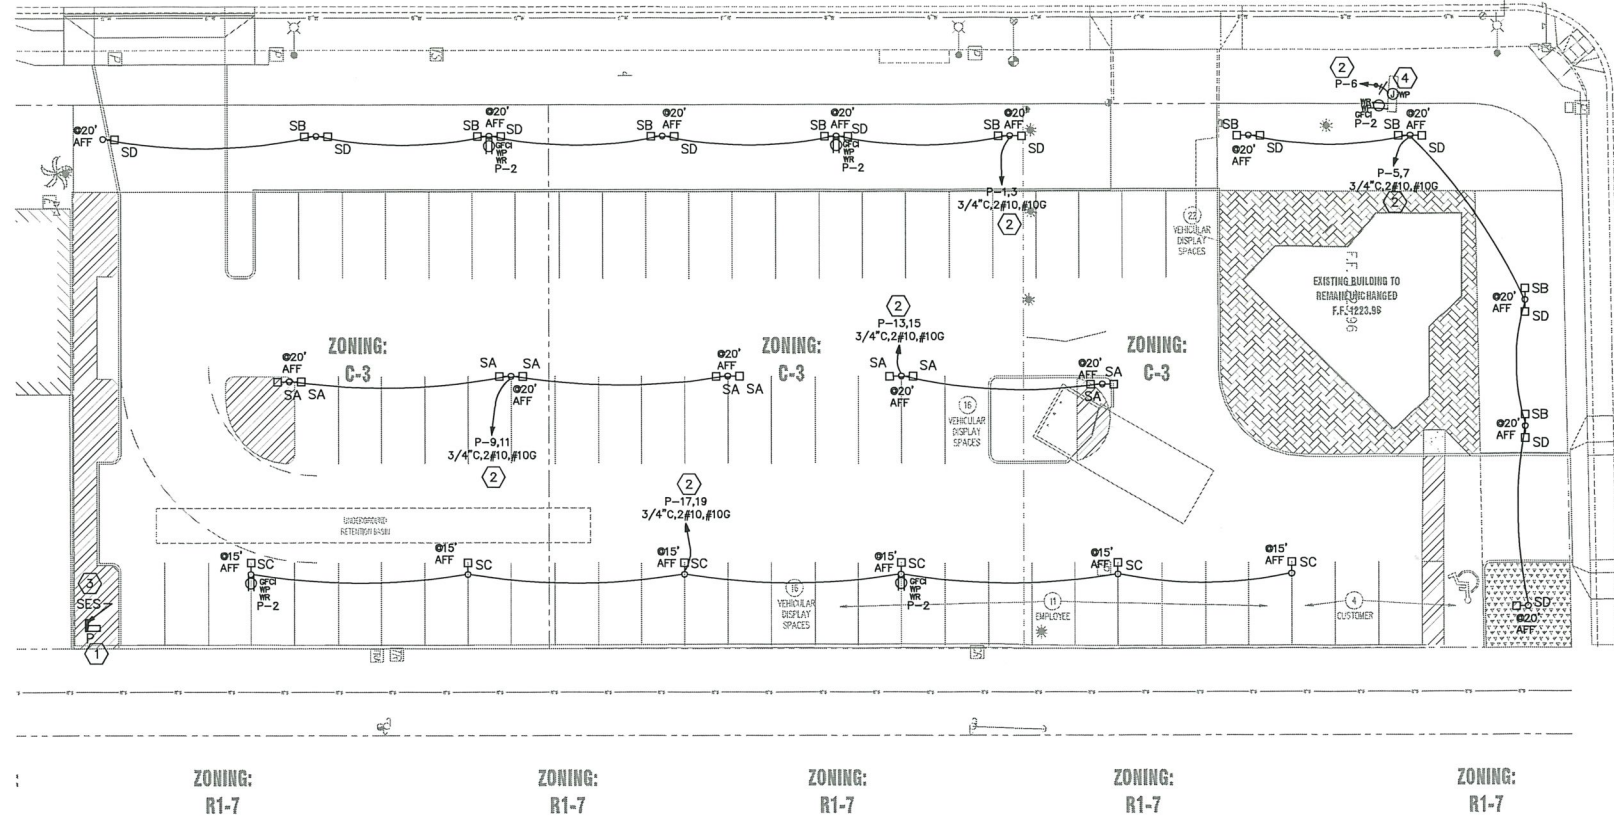 @20'
AFF
SD
SB
SD
@20'
AFF
SB
SD
GFCI
WP
WR
P-2
@20'
AFF
SB
SD
@20'
AFF
SB
SD
GFCI
WP
WR
P-2
@20'
AFF
SB
SD
P-1,3
3/4"C,2#10,#10G
2
2
P-6
4
J
WP
WR
WP
GFCI
P-2
SB
@20'
AFF
SD
@20'
AFF
SB
SD
P-5,7
3/4"C,2#10,#10G
2
22
VEHICULAR
DISPLAY
SPACES
EXISTING BUILDING TO
REMAIN UNCHANGED
F.F. 1223.96
SB
@20'
AFF
SD
SB
@20'
AFF
SD
ZONING:
C-3
ZONING:
C-3
ZONING:
C-3
@20'
AFF
SA SA
SA SA
@20'
AFF
P-9,11
3/4"C,2#10,#10G
2
@20'
AFF
SA SA
2
P-13,15
3/4"C,2#10,#10G
SA SA
@20'
AFF
@20'
AFF
SA
SA
16
VEHICULAR
DISPLAY
SPACES
2
P-17,19
3/4"C,2#10,#10G
UNDERGROUND
RETENTION BASIN
@15'
AFF
SC
GFCI
WP
WR
P-2
@15'
AFF
SC
@15'
AFF
SC
@15'
AFF
SC
GFCI
WP
WR
P-2
@15'
AFF
SC
@15'
AFF
SC
16
VEHICULAR
DISPLAY
SPACES
11
EMPLOYEE
4
CUSTOMER
SD
@20'
AFF
3
SES
P
1
ZONING:
R1-7
ZONING:
R1-7
ZONING:
R1-7
ZONING:
R1-7
ZONING:
R1-7